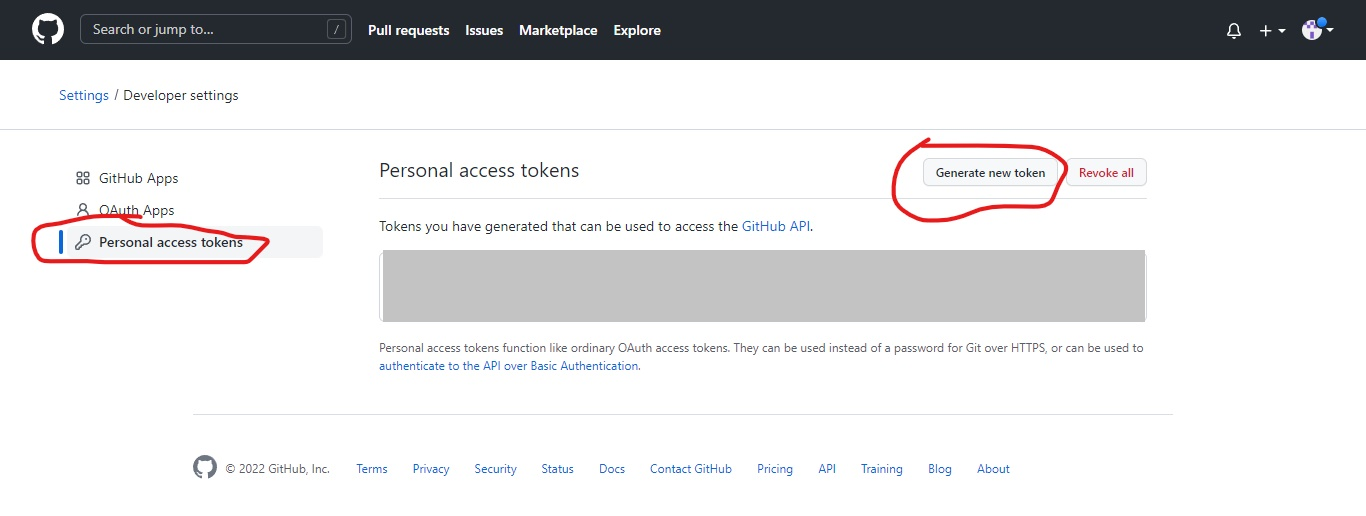 Search or jump to... /
Pull requests Issues Marketplace Explore
Settings / Developer settings
GitHub Apps
OAuth Apps
Personal access tokens
Personal access tokens
Generate new token
Revoke all
Tokens you have generated that can be used to access the GitHub API.
Personal access tokens function like ordinary OAuth access tokens. They can be used instead of a password for Git over HTTPS, or can be used to
authenticate to the API over Basic Authentication.
© 2022 GitHub, Inc. Terms Privacy Security Status Docs Contact GitHub Pricing API Training Blog About